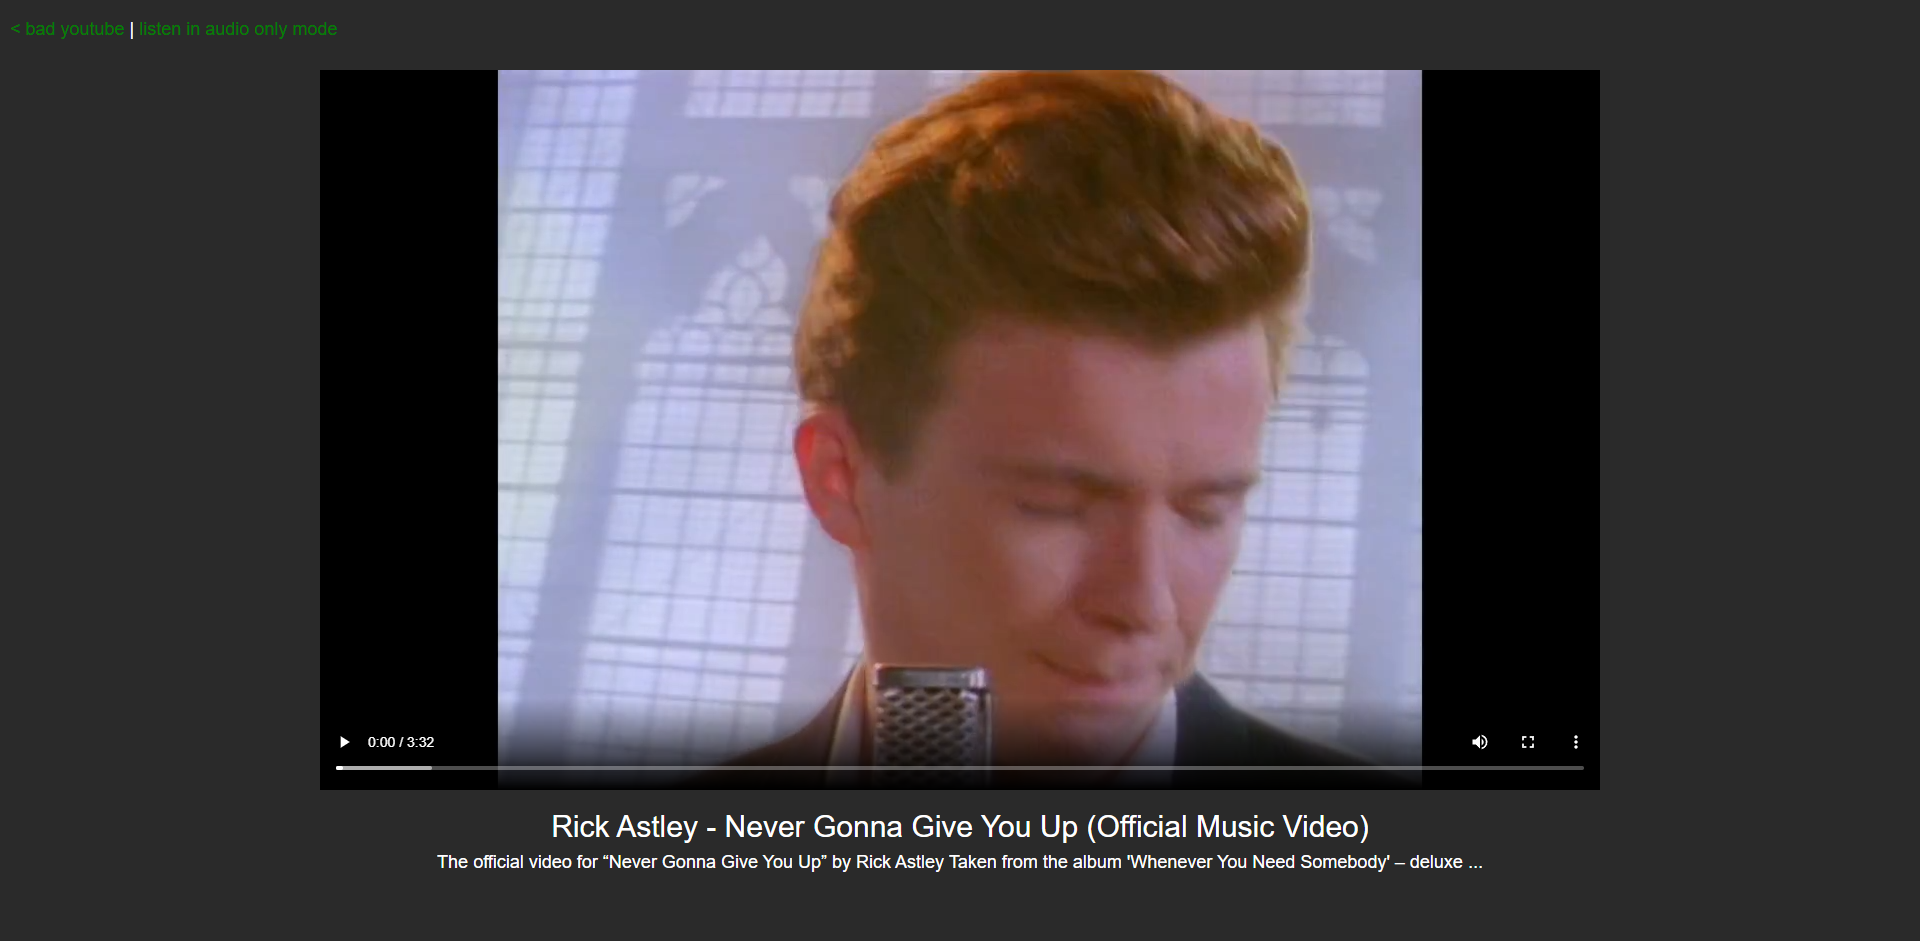 < bad youtube | listen in audio only mode
0:00 / 3:32
Rick Astley - Never Gonna Give You Up (Official Music Video)
The official video for “Never Gonna Give You Up” by Rick Astley Taken from the album 'Whenever You Need Somebody' – deluxe ...